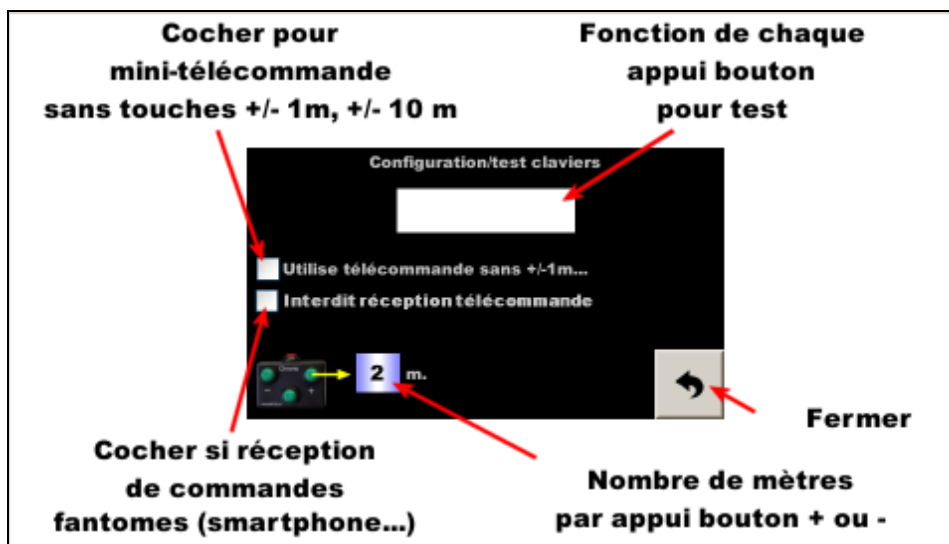 Cocher pour
mini-télécommande
sans touches +/- 1m, +/- 10 m
Fonction de chaque
appui bouton
pour test
Configuration/test claviers
Utilise télécommande sans +/-1m...
Interdit réception télécommande
Chrono
- +
2 m.
Fermer
Cocher si réception
de commandes
fantomes (smartphone...)
Nombre de mètres
par appui bouton + ou -